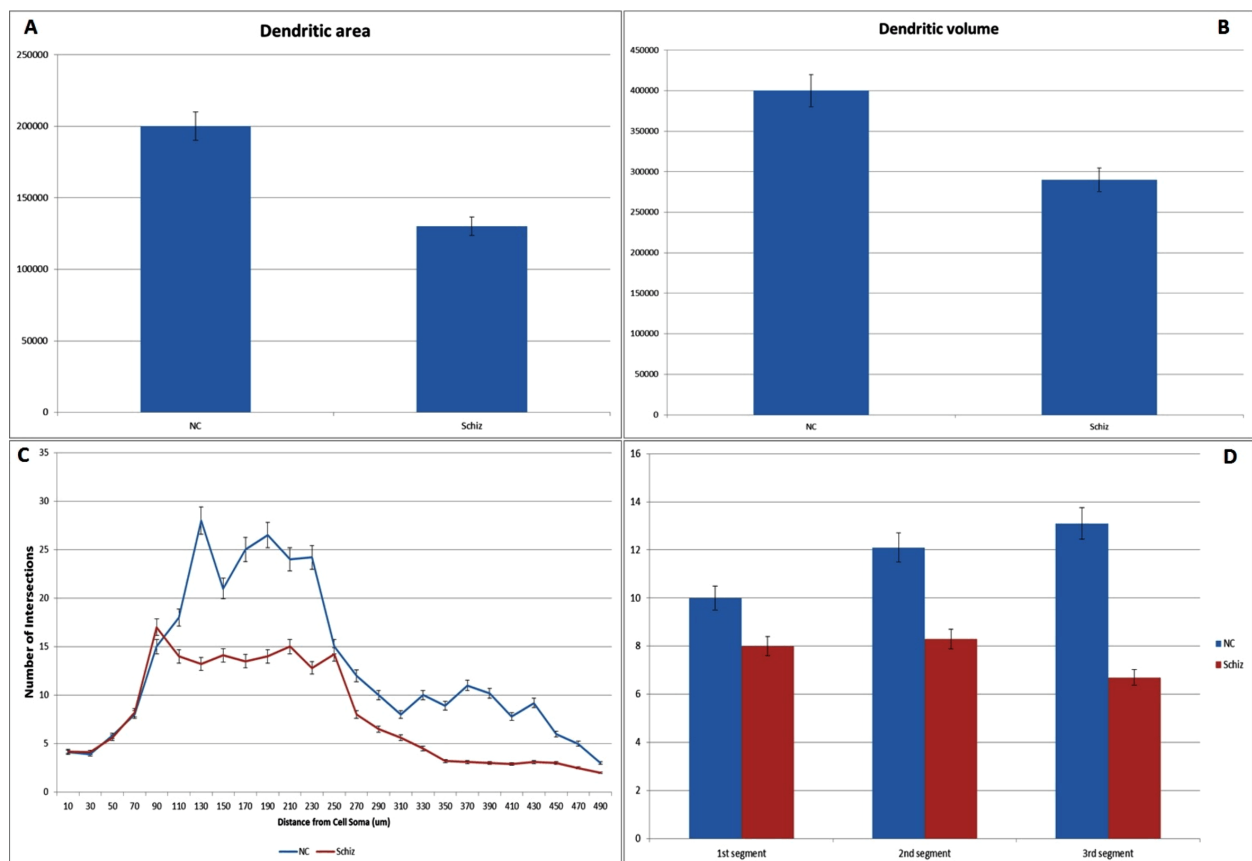 A
Dendritic area
250000
200000
150000
100000
50000
0
NC Schiz
B
Dendritic volume
450000
400000
350000
300000
250000
200000
150000
100000
50000
0
NC Schiz
C
Number of Intersections
35
30
25
20
15
10
5
0
10 30 50 70 90 110 130 150 170 190 210 230 250 270 290 310 330 350 370 390 410 430 450 470 490
Distance from Cell Soma (um)
NC Schiz
D
16
14
12
10
8
6
4
2
0
1st segment 2nd segment 3rd segment
NC
Schiz